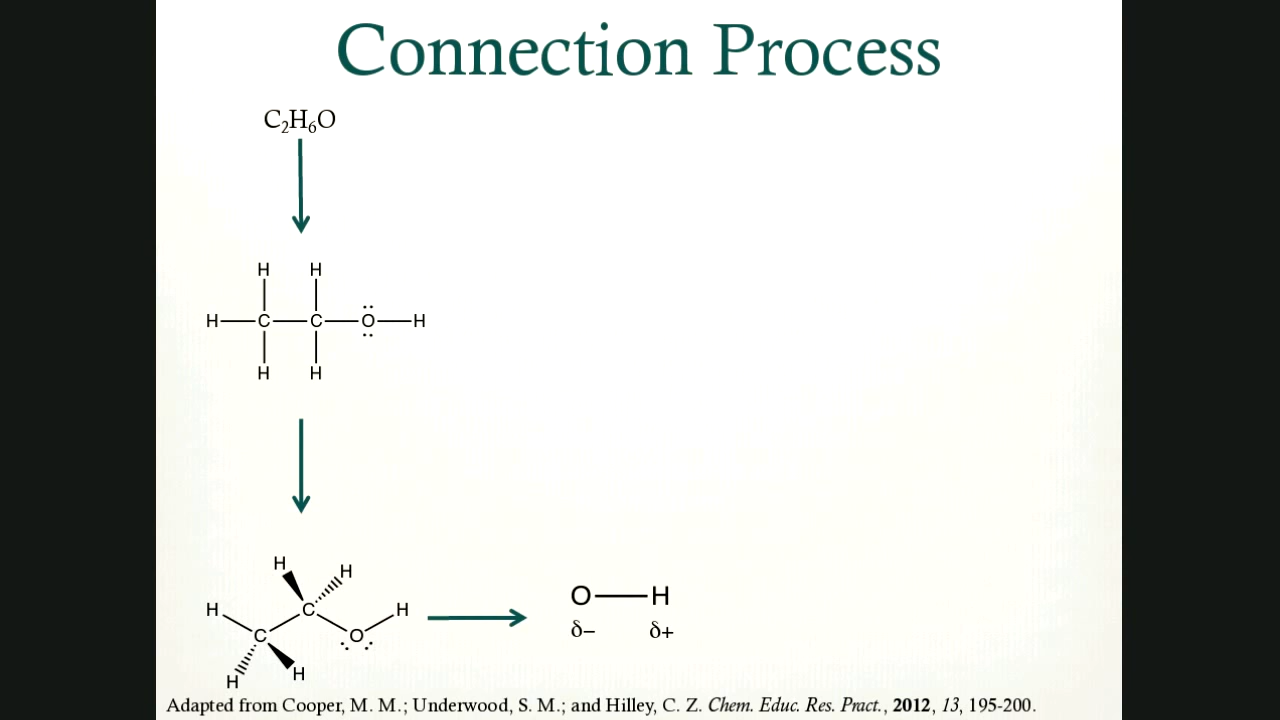 Connection Process
C₂H₆O
H H
H C C O H
H H
H H
H C H
C O
H H
O H
δ– δ+
Adapted from Cooper, M. M.; Underwood, S. M.; and Hilley, C. Z. Chem. Educ. Res. Pract., 2012, 13, 195-200.